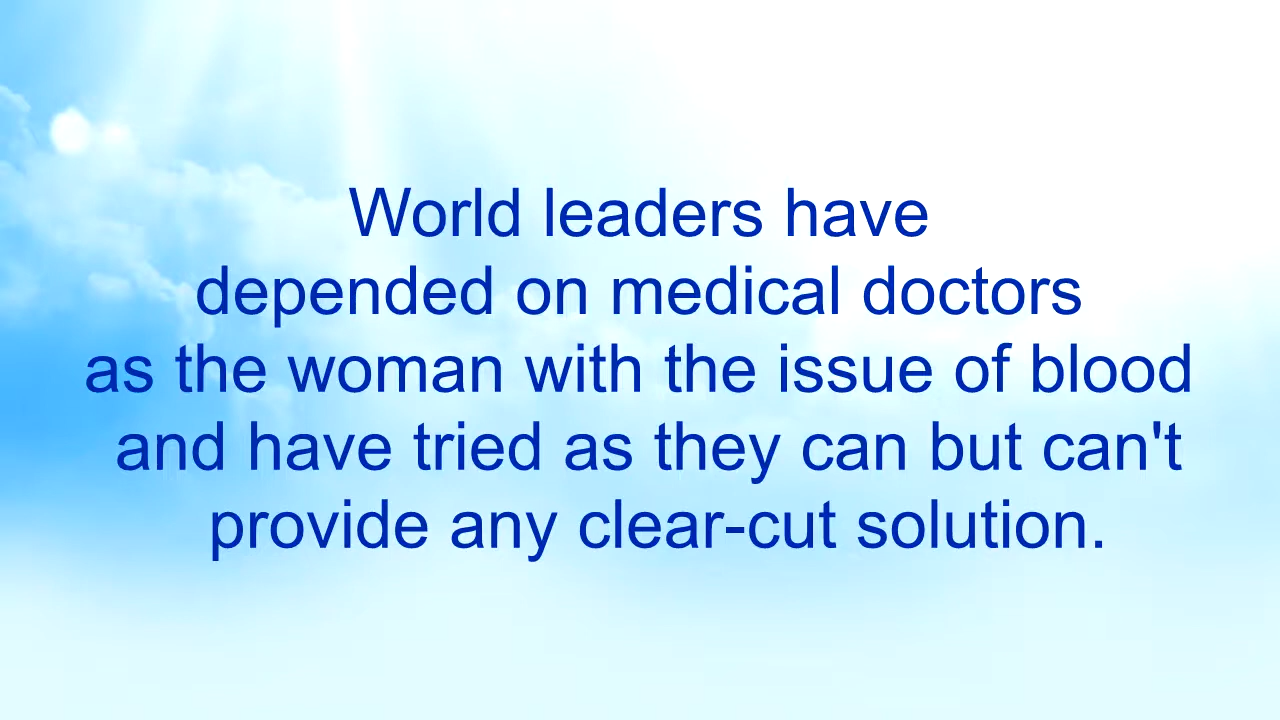 World leaders have
depended on medical doctors
as the woman with the issue of blood
and have tried as they can but can't
provide any clear-cut solution.